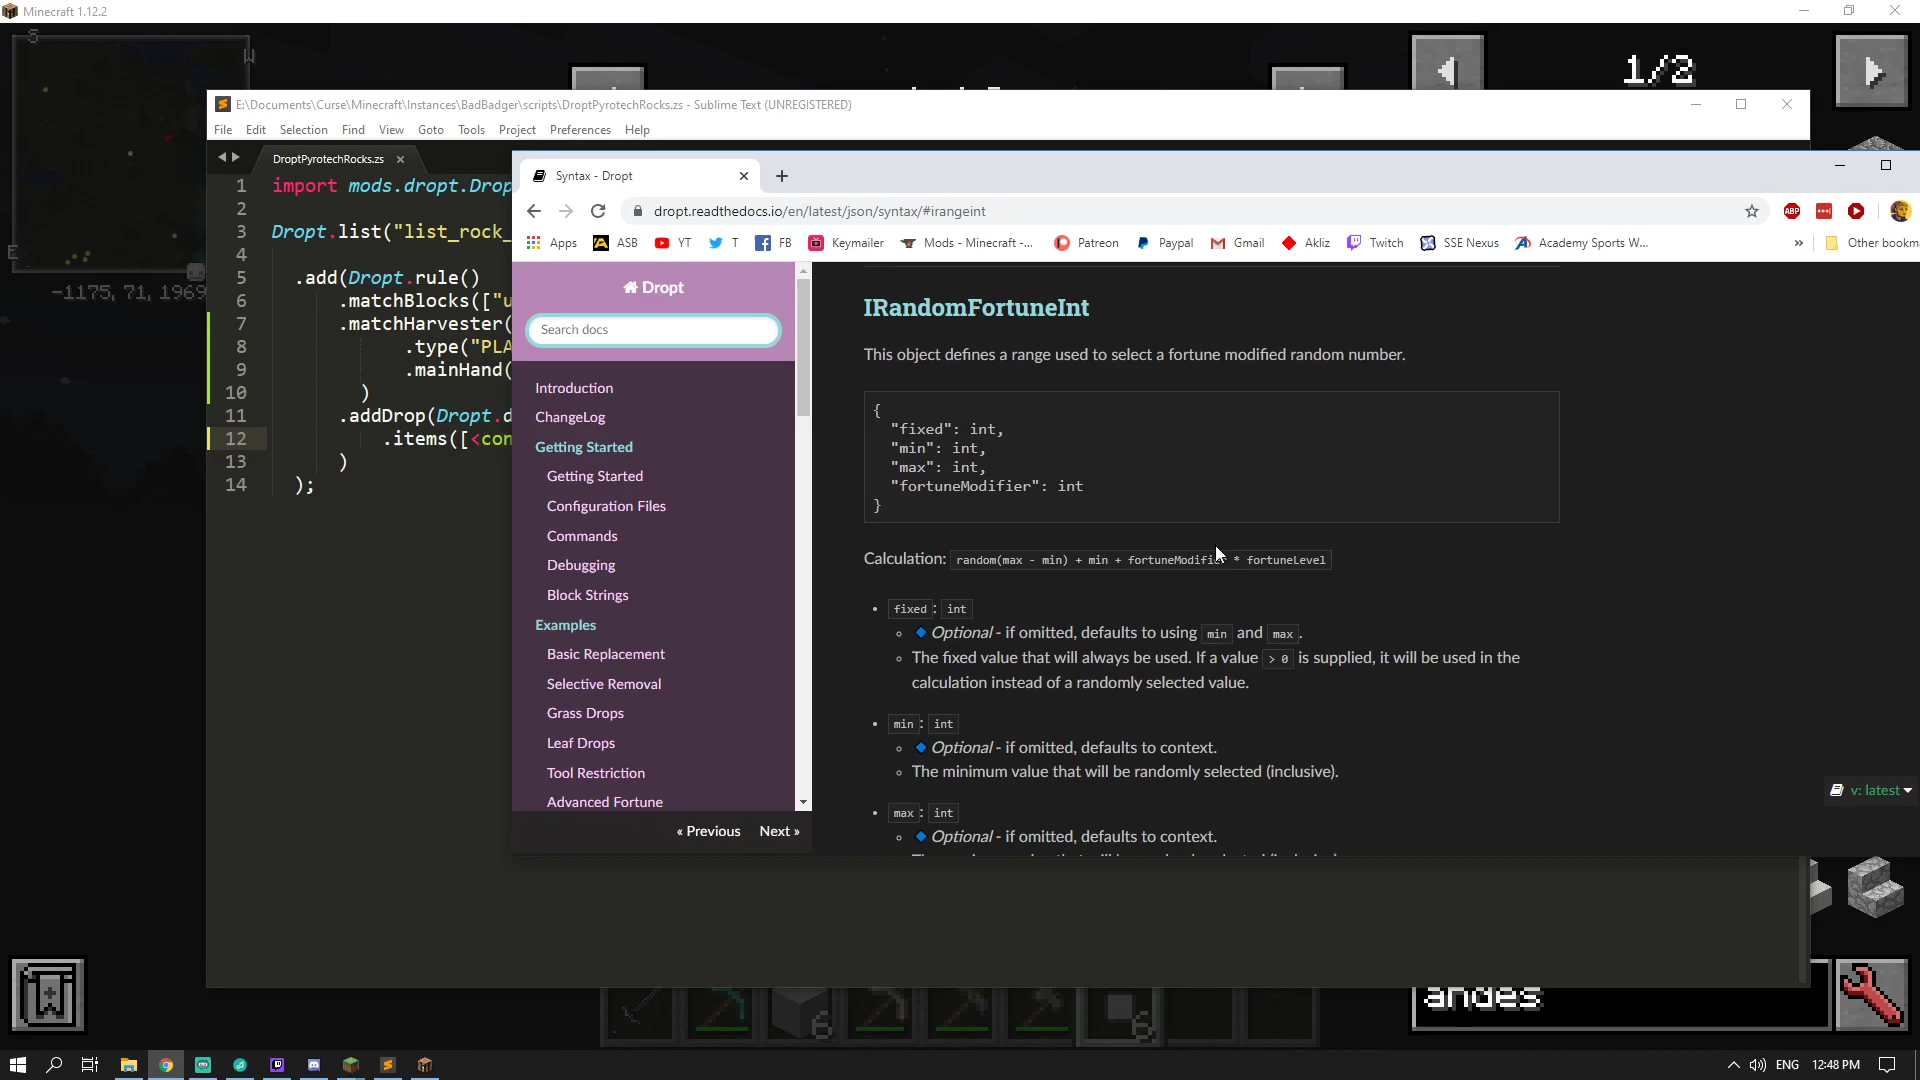 Minecraft 1.12.2
S
W
E
-1175, 71, 1969
1/2
E:\Documents\Curse\Minecraft\Instances\BadBadger\scripts\DroptPyrotechRocks.zs - Sublime Text (UNREGISTERED)
File Edit Selection Find View Goto Tools Project Preferences Help
DroptPyrotechRocks.zs
1 import mods.dropt.Drop
2
3 Dropt.list("list_rock_
4
5 .add(Dropt.rule()
6 .matchBlocks(["u
7 .matchHarvester(
8 .type("PLA
9 .mainHand(
10 )
11 .addDrop(Dropt.d
12 .items([<con
13 )
14 );
Syntax - Dropt
dropt.readthedocs.io/en/latest/json/syntax/#irangeint
ABP
Apps ASB YT T FB Keymailer Mods - Minecraft -... Patreon Paypal Gmail Akliz Twitch SSE Nexus Academy Sports W... » Other bookm
Dropt
Search docs
Introduction
ChangeLog
Getting Started
Getting Started
Configuration Files
Commands
Debugging
Block Strings
Examples
Basic Replacement
Selective Removal
Grass Drops
Leaf Drops
Tool Restriction
Advanced Fortune
« Previous Next »
IRandomFortuneInt
This object defines a range used to select a fortune modified random number.
{
"fixed": int,
"min": int,
"max": int,
"fortuneModifier": int
}
Calculation: random(max - min) + min + fortuneModifier * fortuneLevel
fixed: int
Optional - if omitted, defaults to using min and max.
The fixed value that will always be used. If a value > 0 is supplied, it will be used in the
calculation instead of a randomly selected value.
min: int
Optional - if omitted, defaults to context.
The minimum value that will be randomly selected (inclusive).
max: int
Optional - if omitted, defaults to context.
v: latest
6
6
andes
ENG 12:48 PM